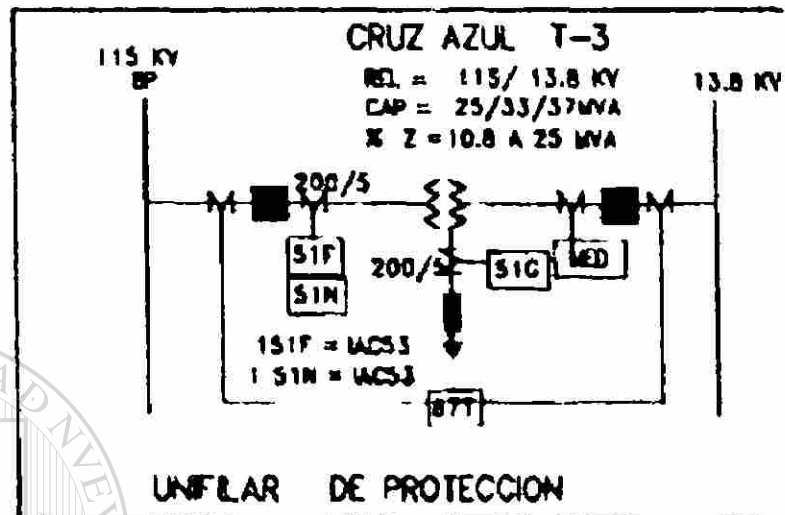 CRUZ AZUL T-3
115 KV
BP
REL = 115/ 13.8 KV
13.8 KV
CAP = 25/33/37MVA
% Z = 10.8 A 25 MVA
200/5
51F
200/5
51G
MED
51N
151F = IAC53
1 51N = IAC53
87T
UNIFILAR DE PROTECCION